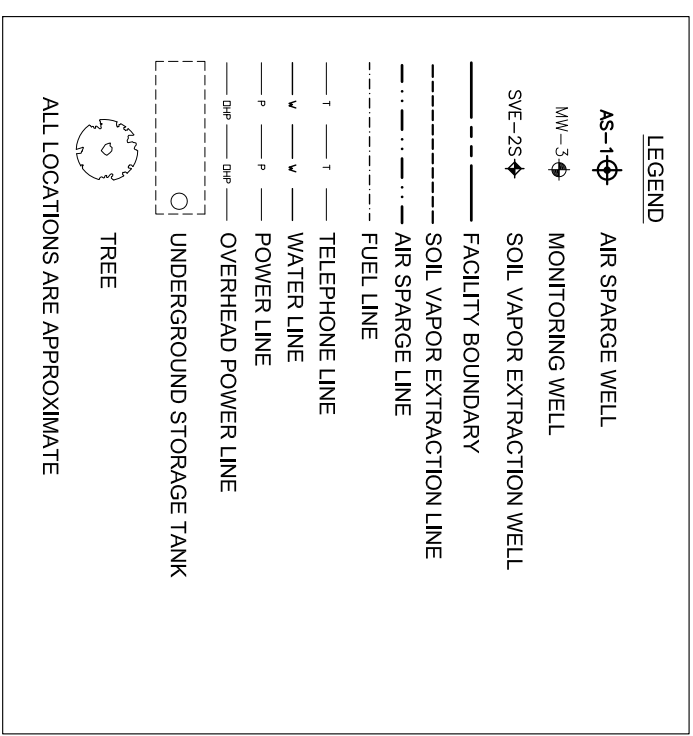 LEGEND
AS-1 AIR SPARGE WELL
MW-3 MONITORING WELL
SVE-2S SOIL VAPOR EXTRACTION WELL
FACILITY BOUNDARY
SOIL VAPOR EXTRACTION LINE
AIR SPARGE LINE
FUEL LINE
T T TELEPHONE LINE
W W WATER LINE
P P POWER LINE
OHP OHP OVERHEAD POWER LINE
UNDERGROUND STORAGE TANK
TREE
ALL LOCATIONS ARE APPROXIMATE